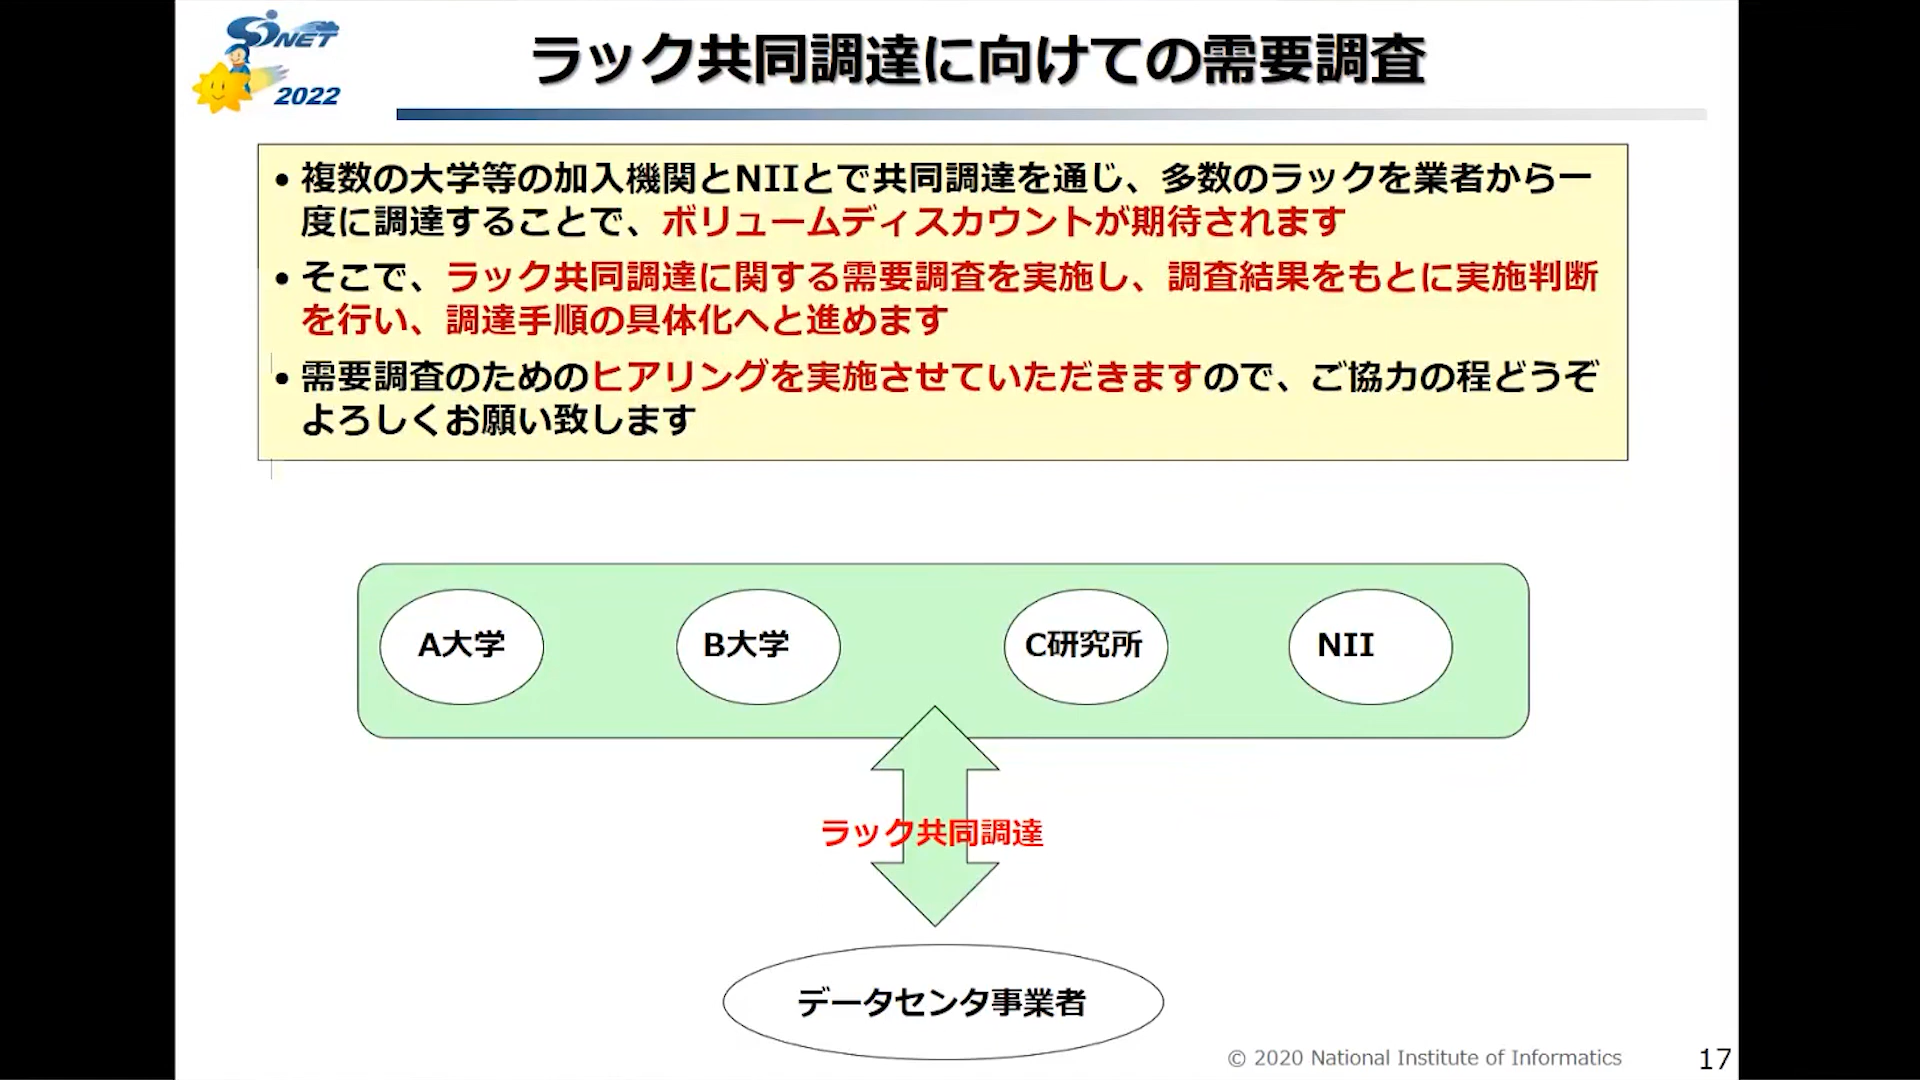 SINET
2022
ラック共同調達に向けての需要調査
• 複数の大学等の加入機関とNIIとで共同調達を通じ、多数のラックを業者から一
度に調達することで、ボリュームディスカウントが期待されます
• そこで、ラック共同調達に関する需要調査を実施し、調査結果をもとに実施判断
を行い、調達手順の具体化へと進めます
• 需要調査のためのヒアリングを実施させていただきますので、ご協力の程どうぞ
よろしくお願い致します
A大学
B大学
C研究所
NII
ラック共同調達
データセンタ事業者
© 2020 National Institute of Informatics
17